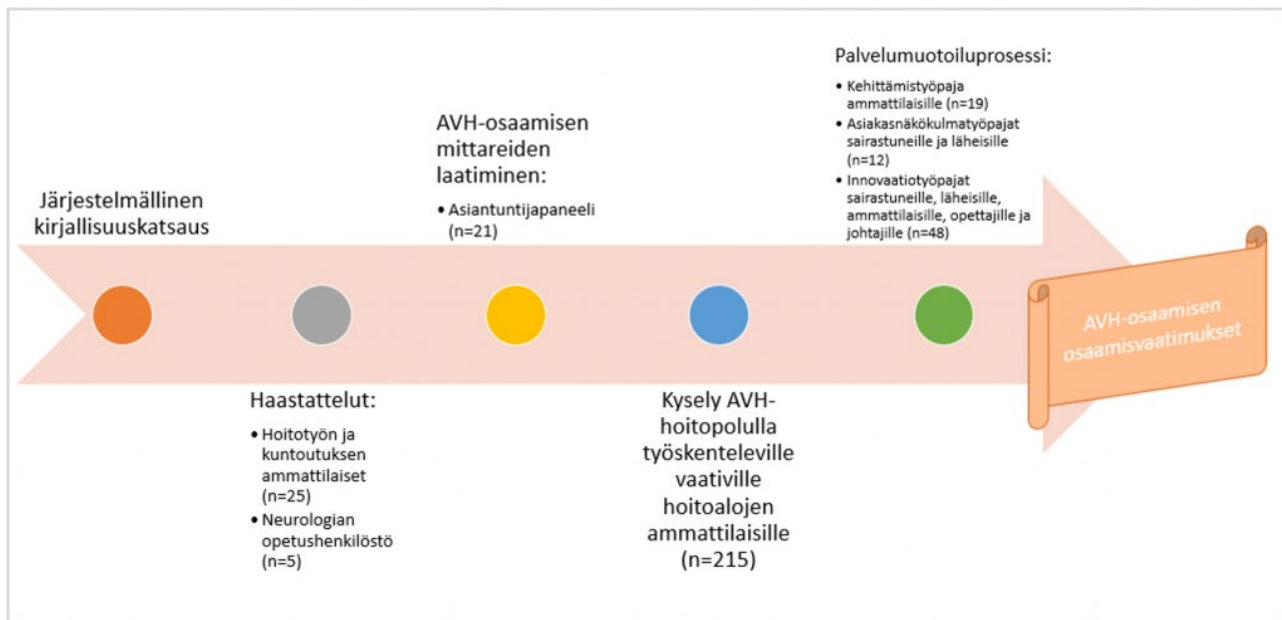 Järjestelmällinen
kirjallisuuskatsaus
Haastattelut:
• Hoitotyön ja
kuntoutuksen
ammattilaiset
(n=25)
• Neurologian
opetushenkilöstö
(n=5)
AVH-osaamisen
mittareiden
laatiminen:
• Asiantuntijapaneeli
(n=21)
Kysely AVH-
hoitopolulla
työskenteleville
vaativille
hoitoalojen
ammattilaisille
(n=215)
Palvelumuotoiluprosessi:
• Kehittämistyöpaja
ammattilaisille (n=19)
• Asiakasnäkökulmatyöpajat
sairastuneille ja läheisille
(n=12)
• Innovaatiotyöpajat
sairastuneille, läheisille,
ammattilaisille, opettajille ja
johtajille (n=48)
AVH-osaamisen
osaamisvaatimukset